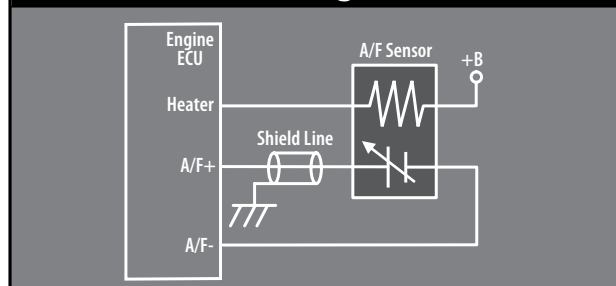 Engine
ECU
A/F Sensor
+B
Heater
Shield Line
A/F+
A/F-